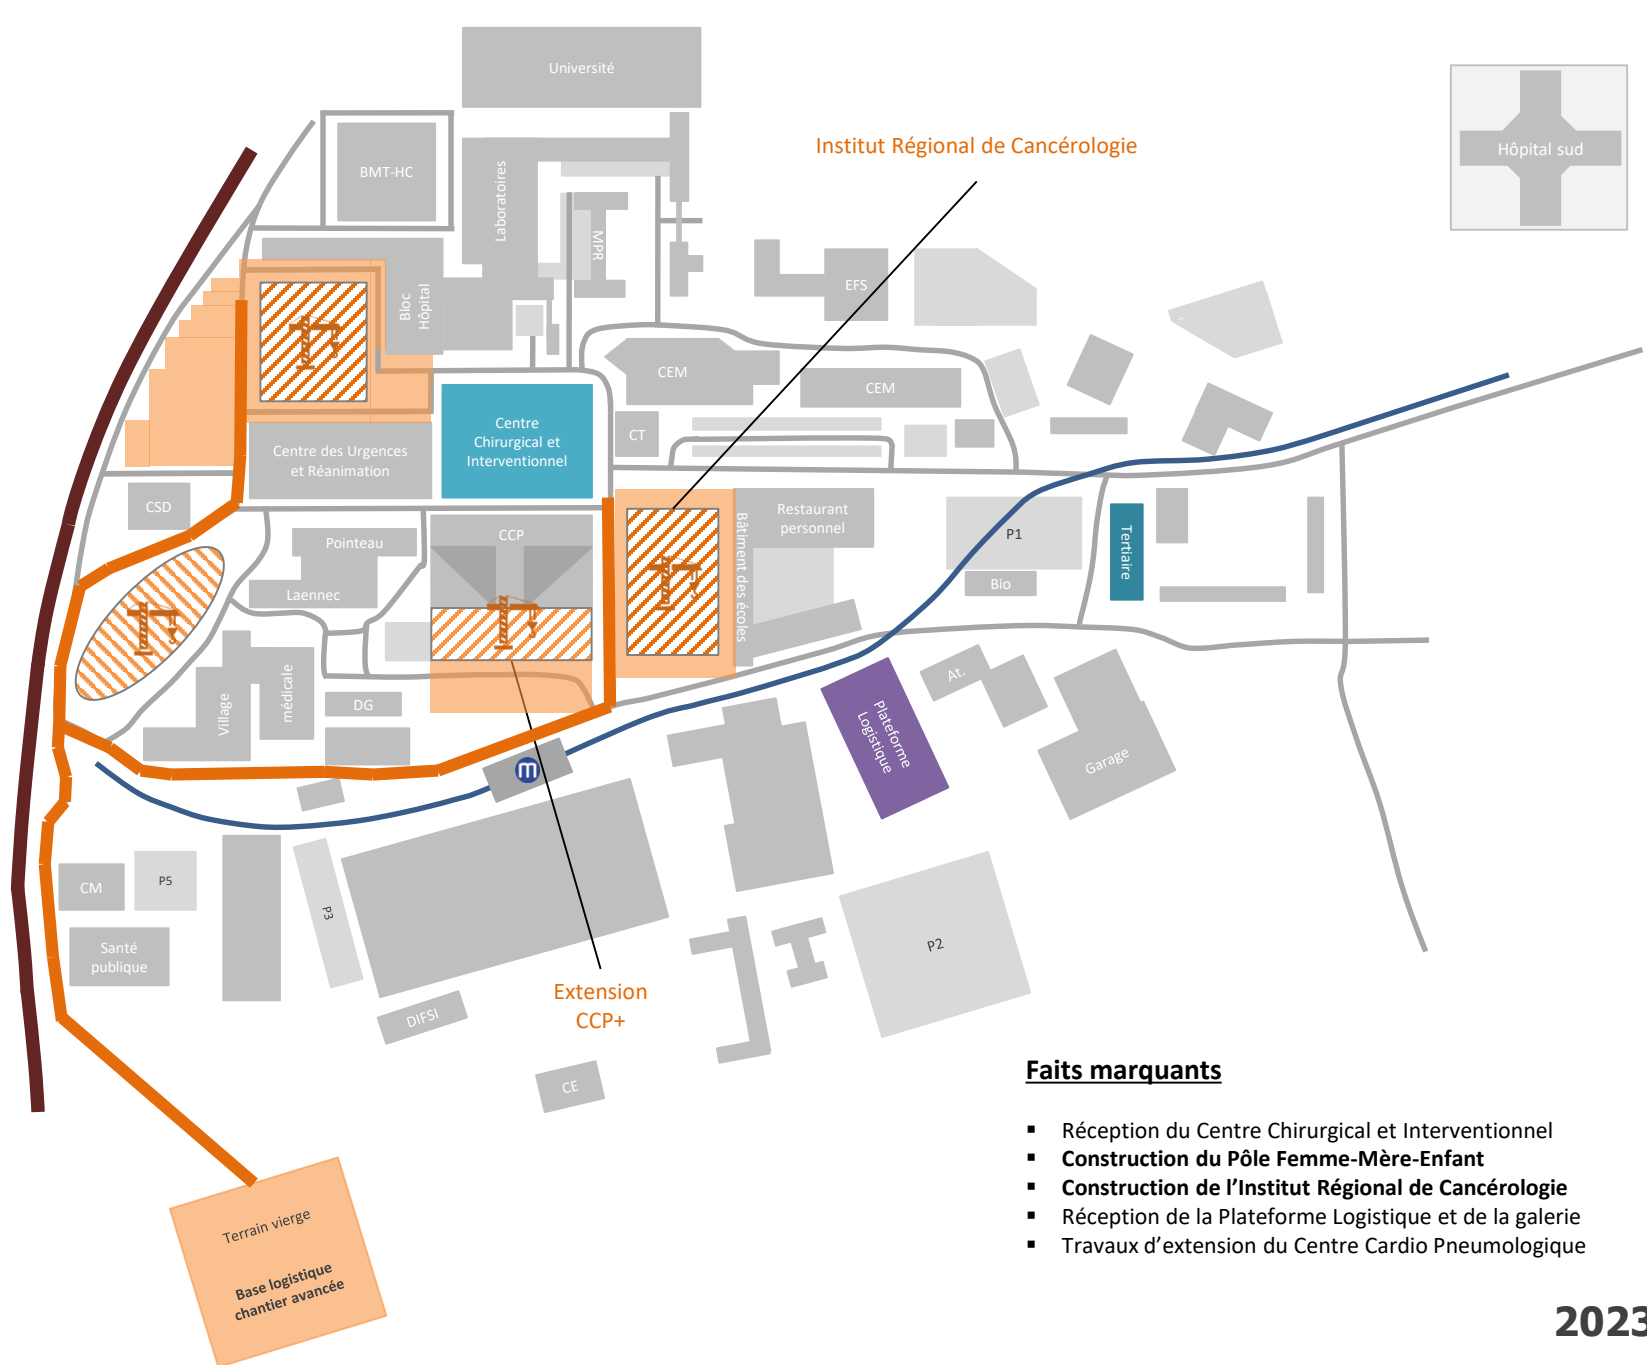 Université
Institut Régional de Cancérologie
Hôpital sud
BMT-HC
Laboratoires
MPR
EFS
Bloc
Hôpital
CEM
CEM
Centre
Chirurgical et
Interventionnel
CT
Centre des Urgences
et Réanimation
CSD
CCP
Bâtiment des écoles
Restaurant
personnel
P1
Tertiaire
Pointeau
Bio
Laennec
Village
médicale
DG
At.
Plateforme
Logistique
Garage
m
CM
P5
P3
P2
Santé
publique
Extension
CCP+
DIFSI
CE
Faits marquants
▪ Réception du Centre Chirurgical et Interventionnel
▪ Construction du Pôle Femme-Mère-Enfant
▪ Construction de l’Institut Régional de Cancérologie
▪ Réception de la Plateforme Logistique et de la galerie
▪ Travaux d’extension du Centre Cardio Pneumologique
Terrain vierge
Base logistique
chantier avancée
2023